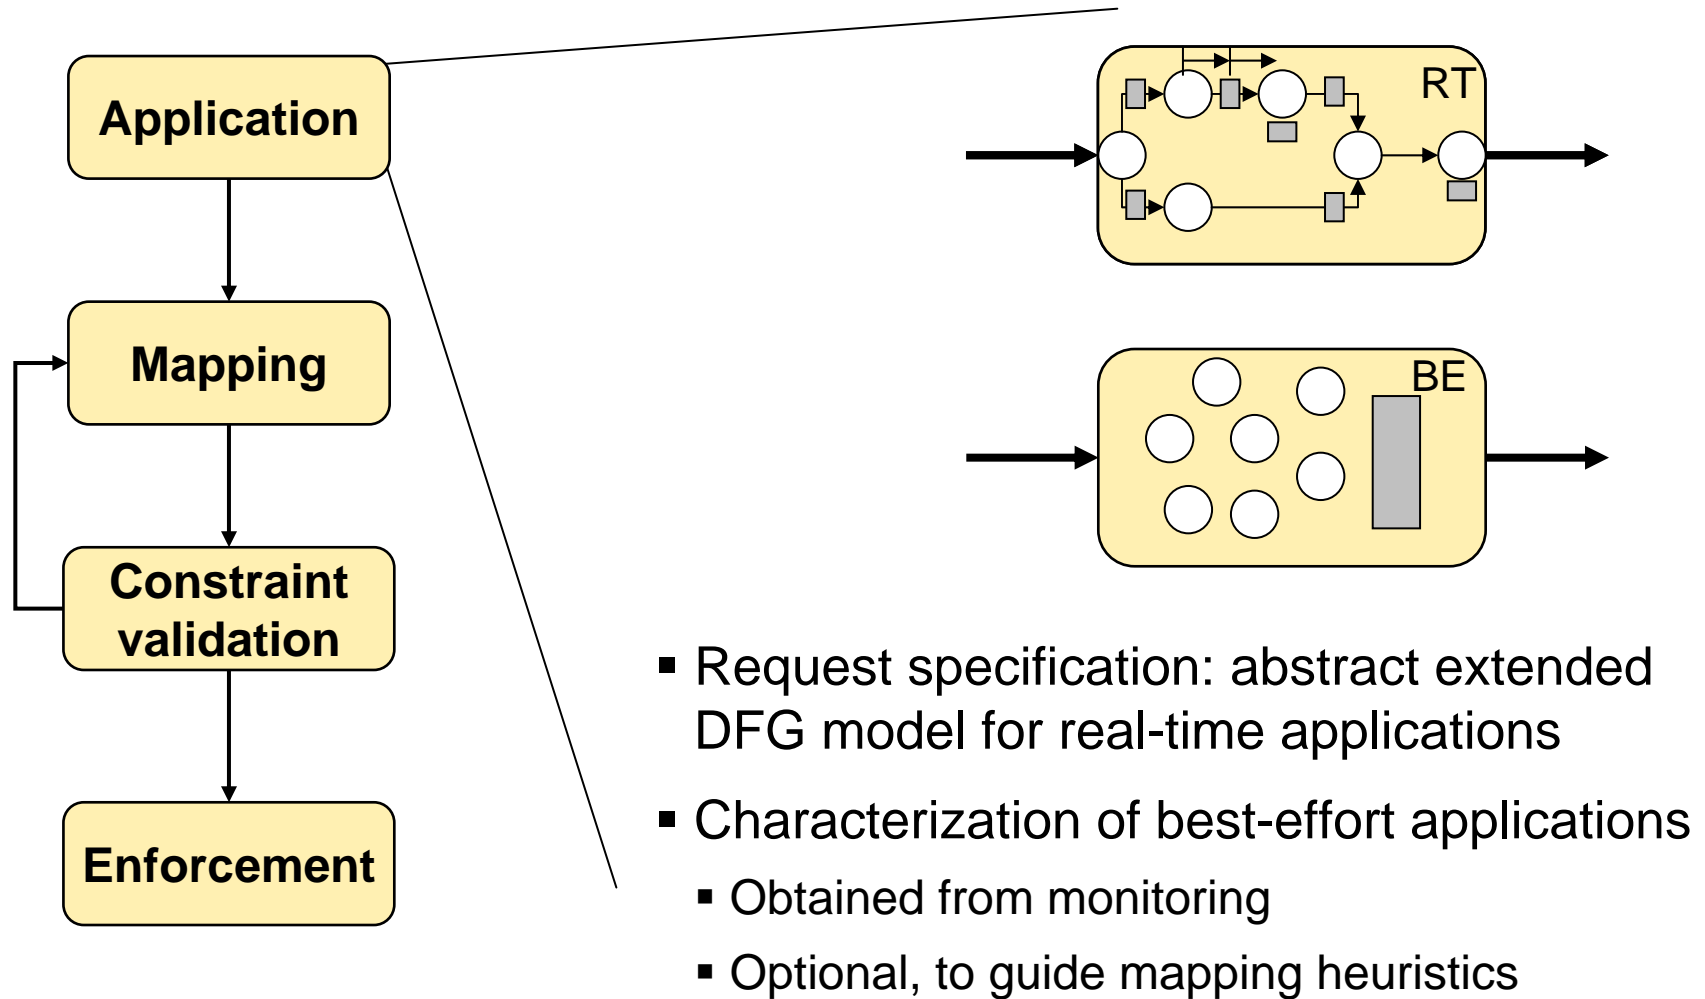 Application
Mapping
Constraint
validation
Enforcement
RT
BE
▪ Request specification: abstract extended
DFG model for real-time applications
▪ Characterization of best-effort applications
▪ Obtained from monitoring
▪ Optional, to guide mapping heuristics